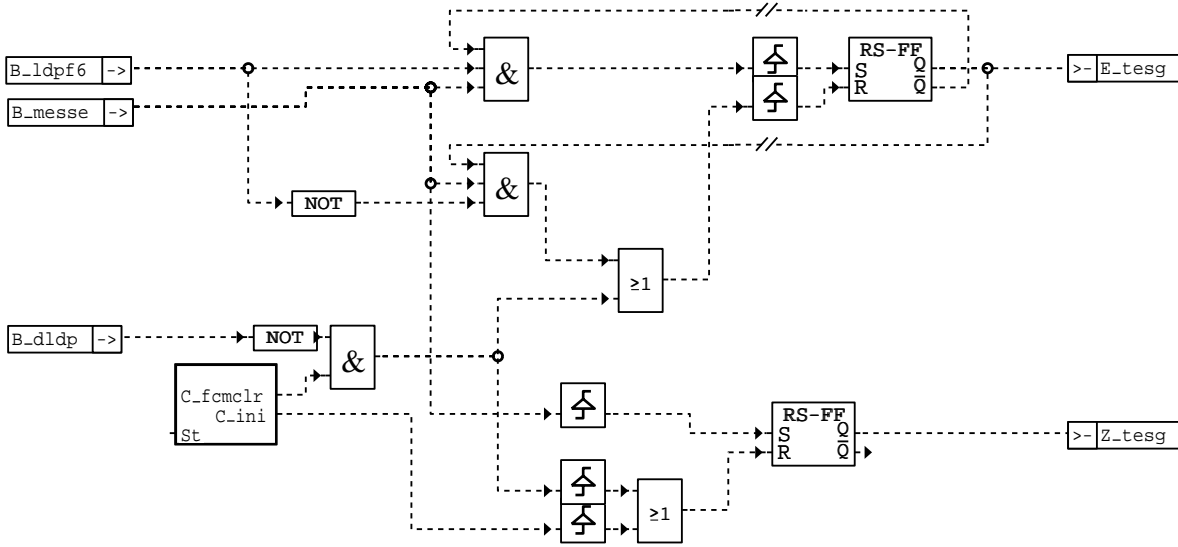 B_ldpf6 ->
&
RS-FF
S Q
R Q
>- E_tesg
B_messe ->
&
NOT
≥1
B_dldp ->
NOT
&
C_fcmclr
C_ini
St
RS-FF
S Q
R Q
>- Z_tesg
≥1